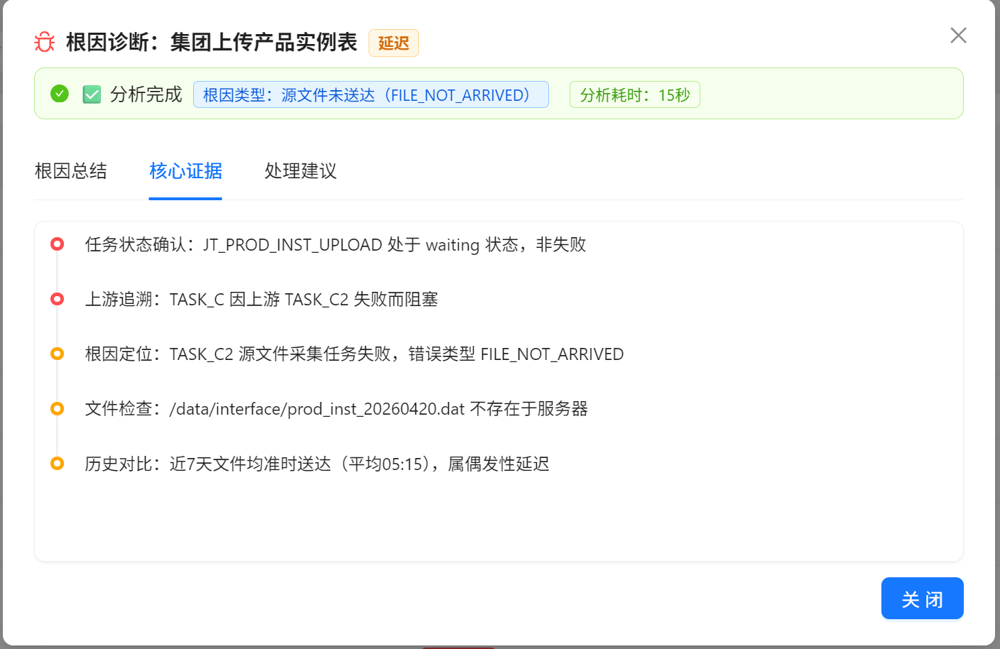 根因诊断：集团上传产品实例表 延迟
分析完成 根因类型：源文件未送达（FILE_NOT_ARRIVED） 分析耗时：15秒
根因总结 核心证据 处理建议
任务状态确认：JT_PROD_INST_UPLOAD 处于 waiting 状态，非失败
上游追溯：TASK_C 因上游 TASK_C2 失败而阻塞
根因定位：TASK_C2 源文件采集任务失败，错误类型 FILE_NOT_ARRIVED
文件检查：/data/interface/prod_inst_20260420.dat 不存在于服务器
历史对比：近7天文件均准时送达（平均05:15），属偶发性延迟
关 闭